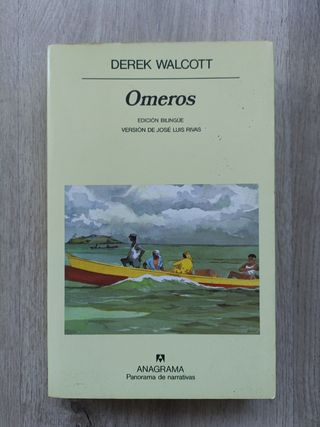 DEREK WALCOTT
Omeros
EDICIÓN BILINGÜE
VERSIÓN DE JOSÉ LUIS RIVAS
ANAGRAMA
Panorama de narrativas